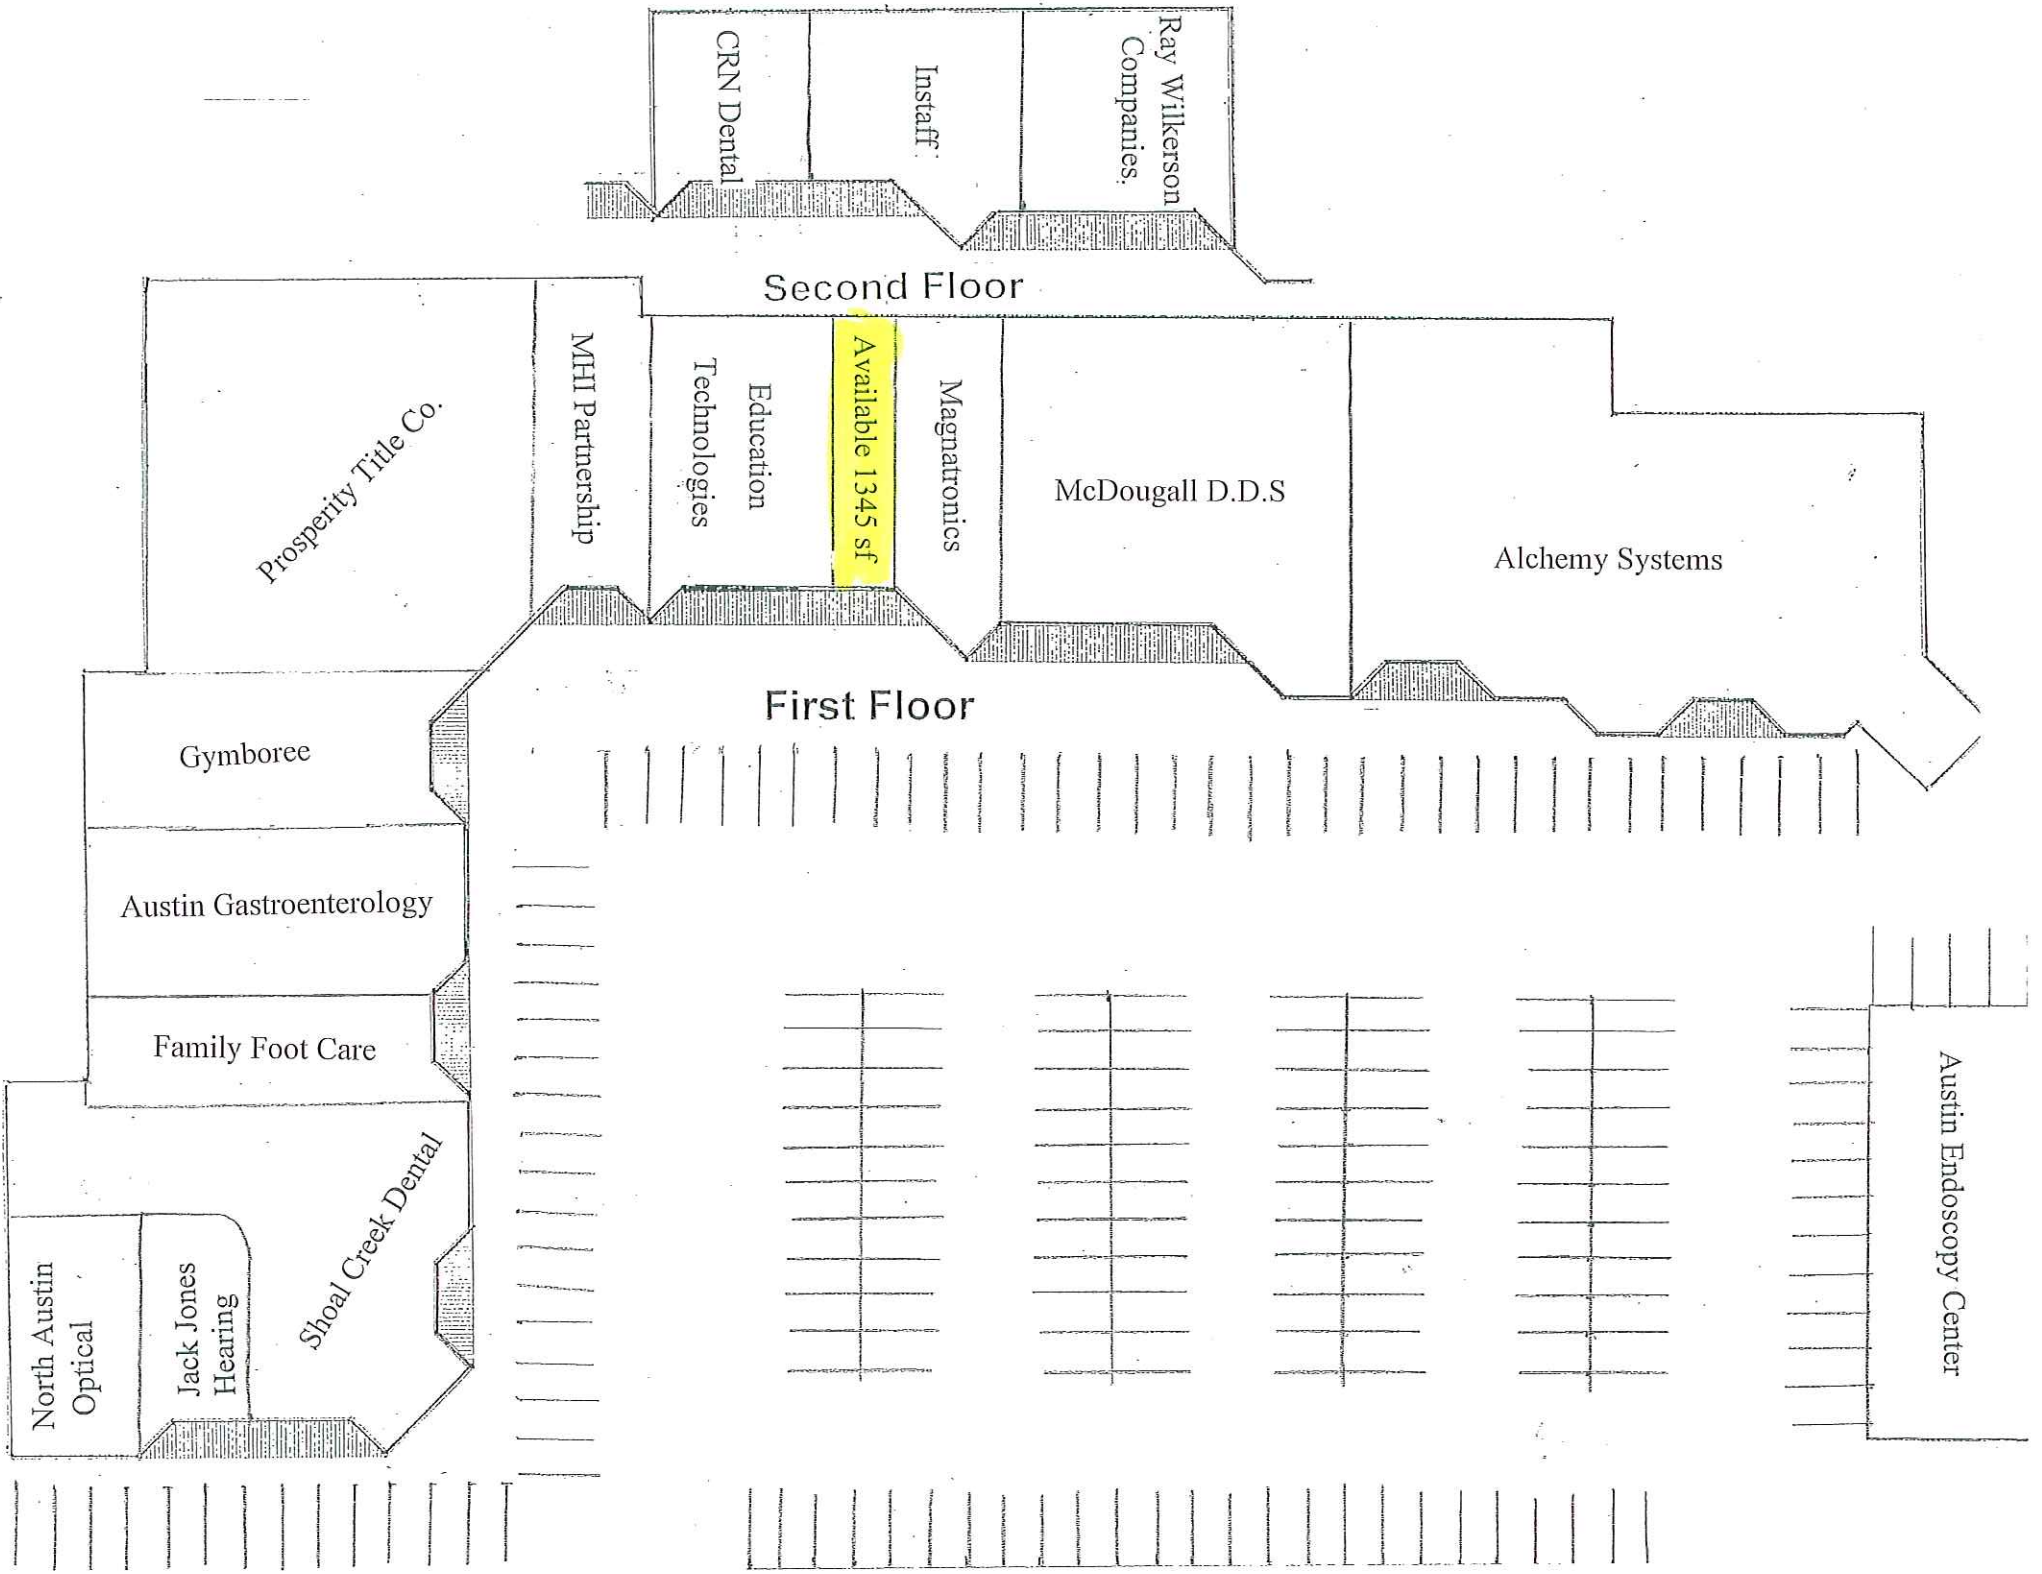 CRN Dental
Instaff
Ray Wilkerson
Companies.
Second Floor
Prosperity Title Co.
MHI Partnership
Education
Technologies
Available 1345 sf
Magnatronics
McDougall D.D.S
Alchemy Systems
First Floor
Gymboree
Austin Gastroenterology
Family Foot Care
Shoal Creek Dental
North Austin
Optical
Jack Jones
Hearing
Austin Endoscopy Center